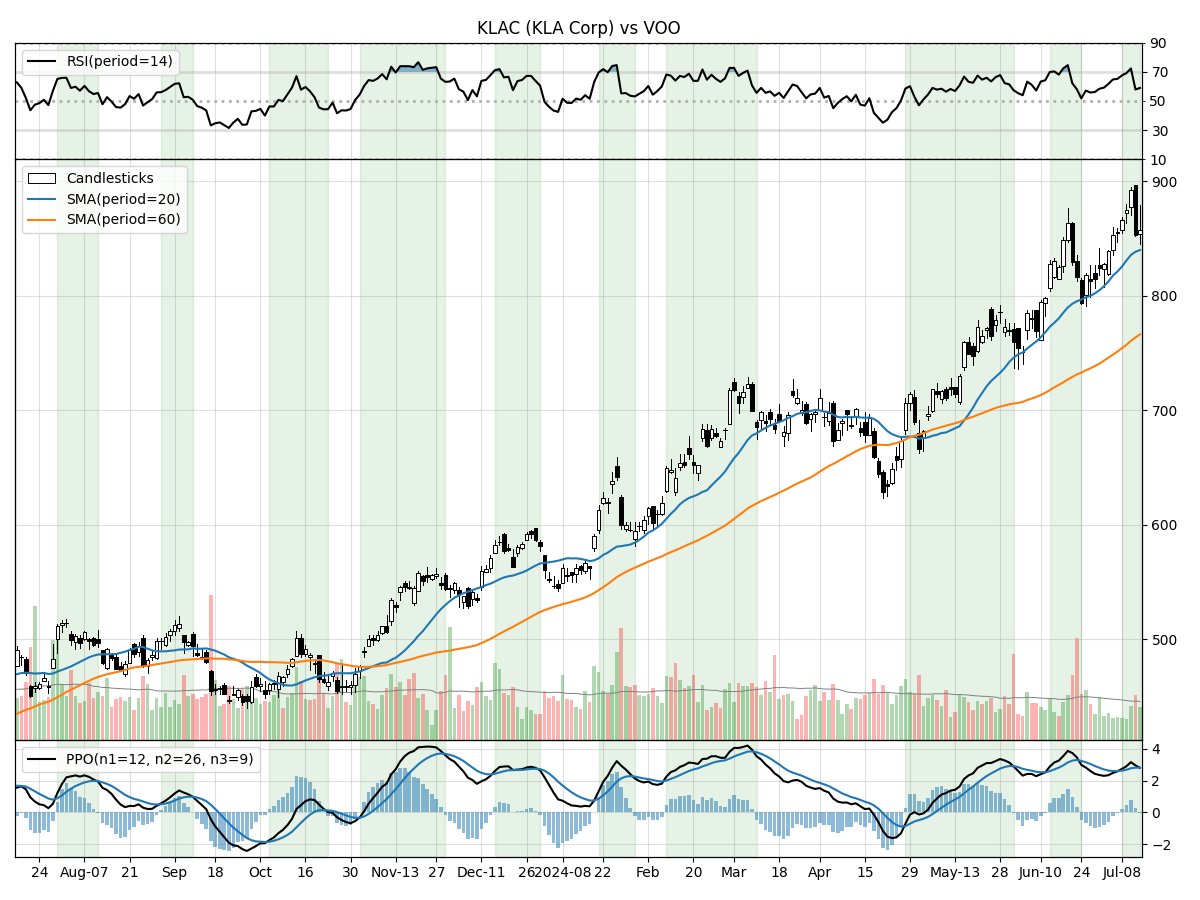 KLAC (KLA Corp) vs VOO
RSI(period=14)
90
70
50
30
10
Candlesticks
SMA(period=20)
SMA(period=60)
900
800
700
600
500
PPO(n1=12, n2=26, n3=9)
4
2
0
−2
24 Aug-07 21 Sep 18 Oct 16 30 Nov-13 27 Dec-11 26 2024-08 22 Feb 20 Mar 18 Apr 15 29 May-13 28 Jun-10 24 Jul-08